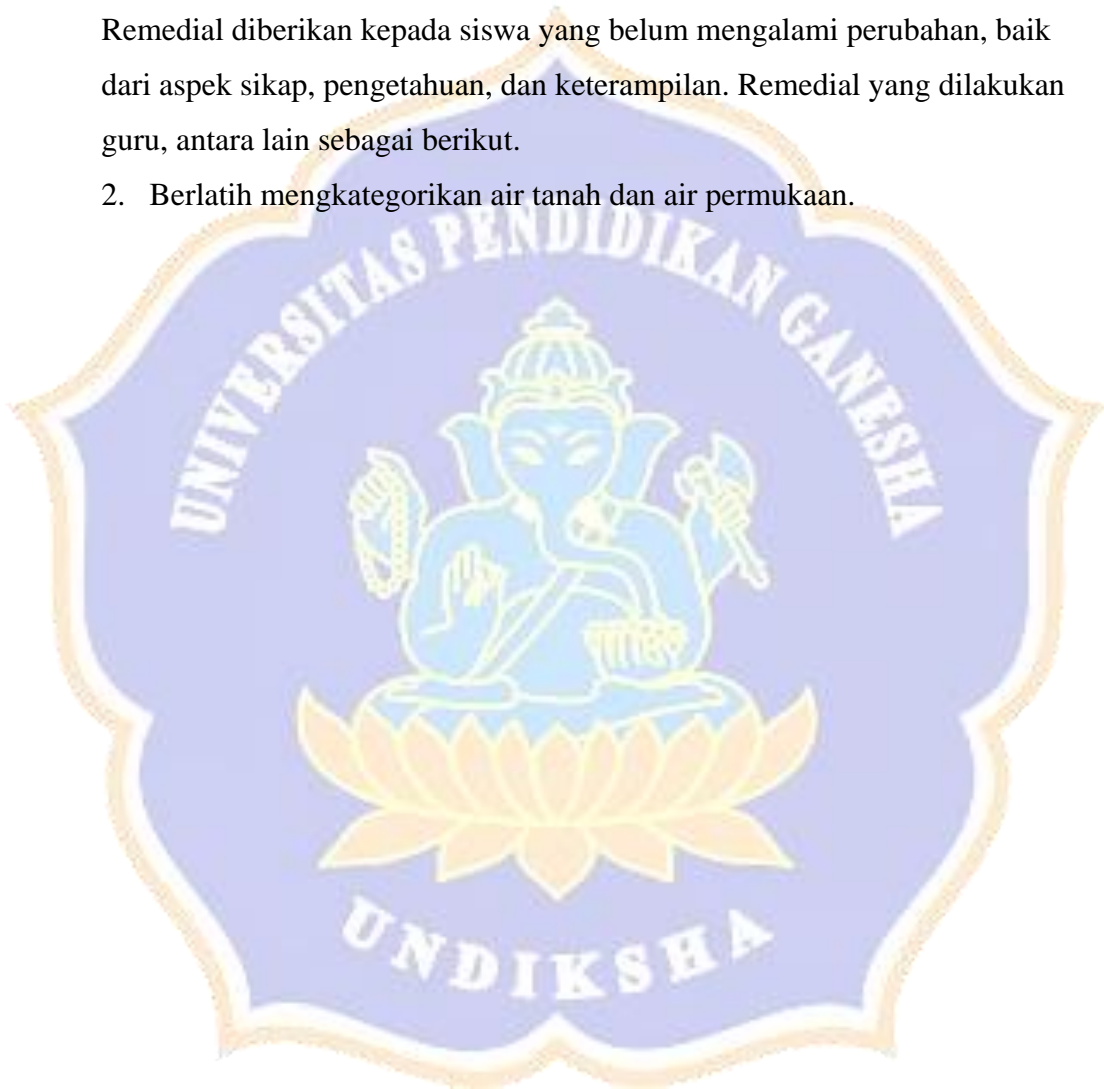 Remedial diberikan kepada siswa yang belum mengalami perubahan, baik
dari aspek sikap, pengetahuan, dan keterampilan. Remedial yang dilakukan
guru, antara lain sebagai berikut.
2. Berlatih mengkategorikan air tanah dan air permukaan.
UNIVERSITAS PENDIDIKAN GANESHA
UNDIKSHA